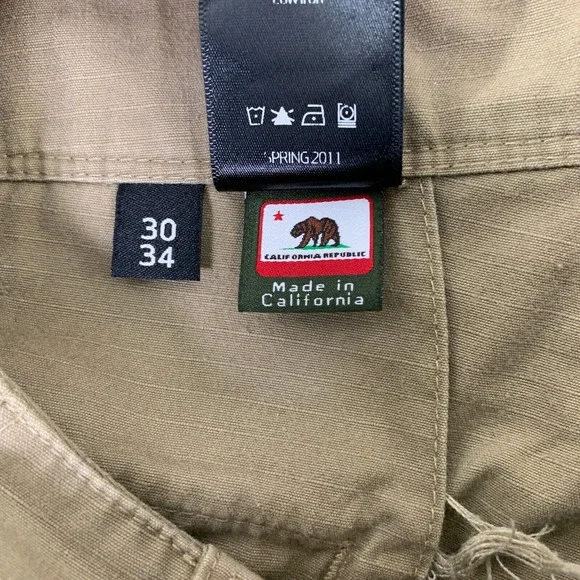 SPRING 2011
30
34
CALIFORNIA REPUBLIC
Made in
California